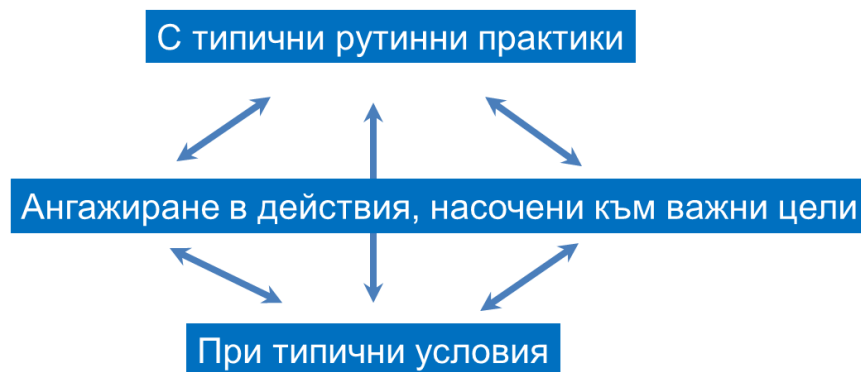 С типични рутинни практики
Ангажиране в действия, насочени към важни цели
При типични условия